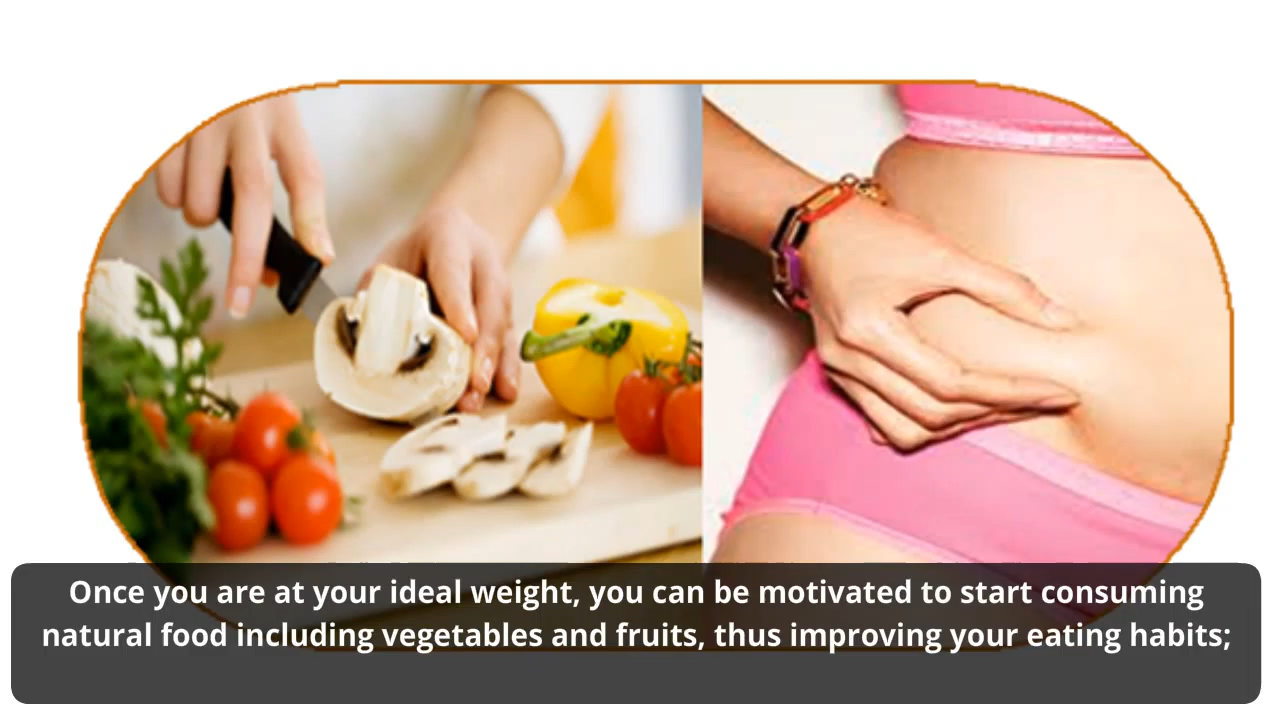 Once you are at your ideal weight, you can be motivated to start consuming
natural food including vegetables and fruits, thus improving your eating habits;